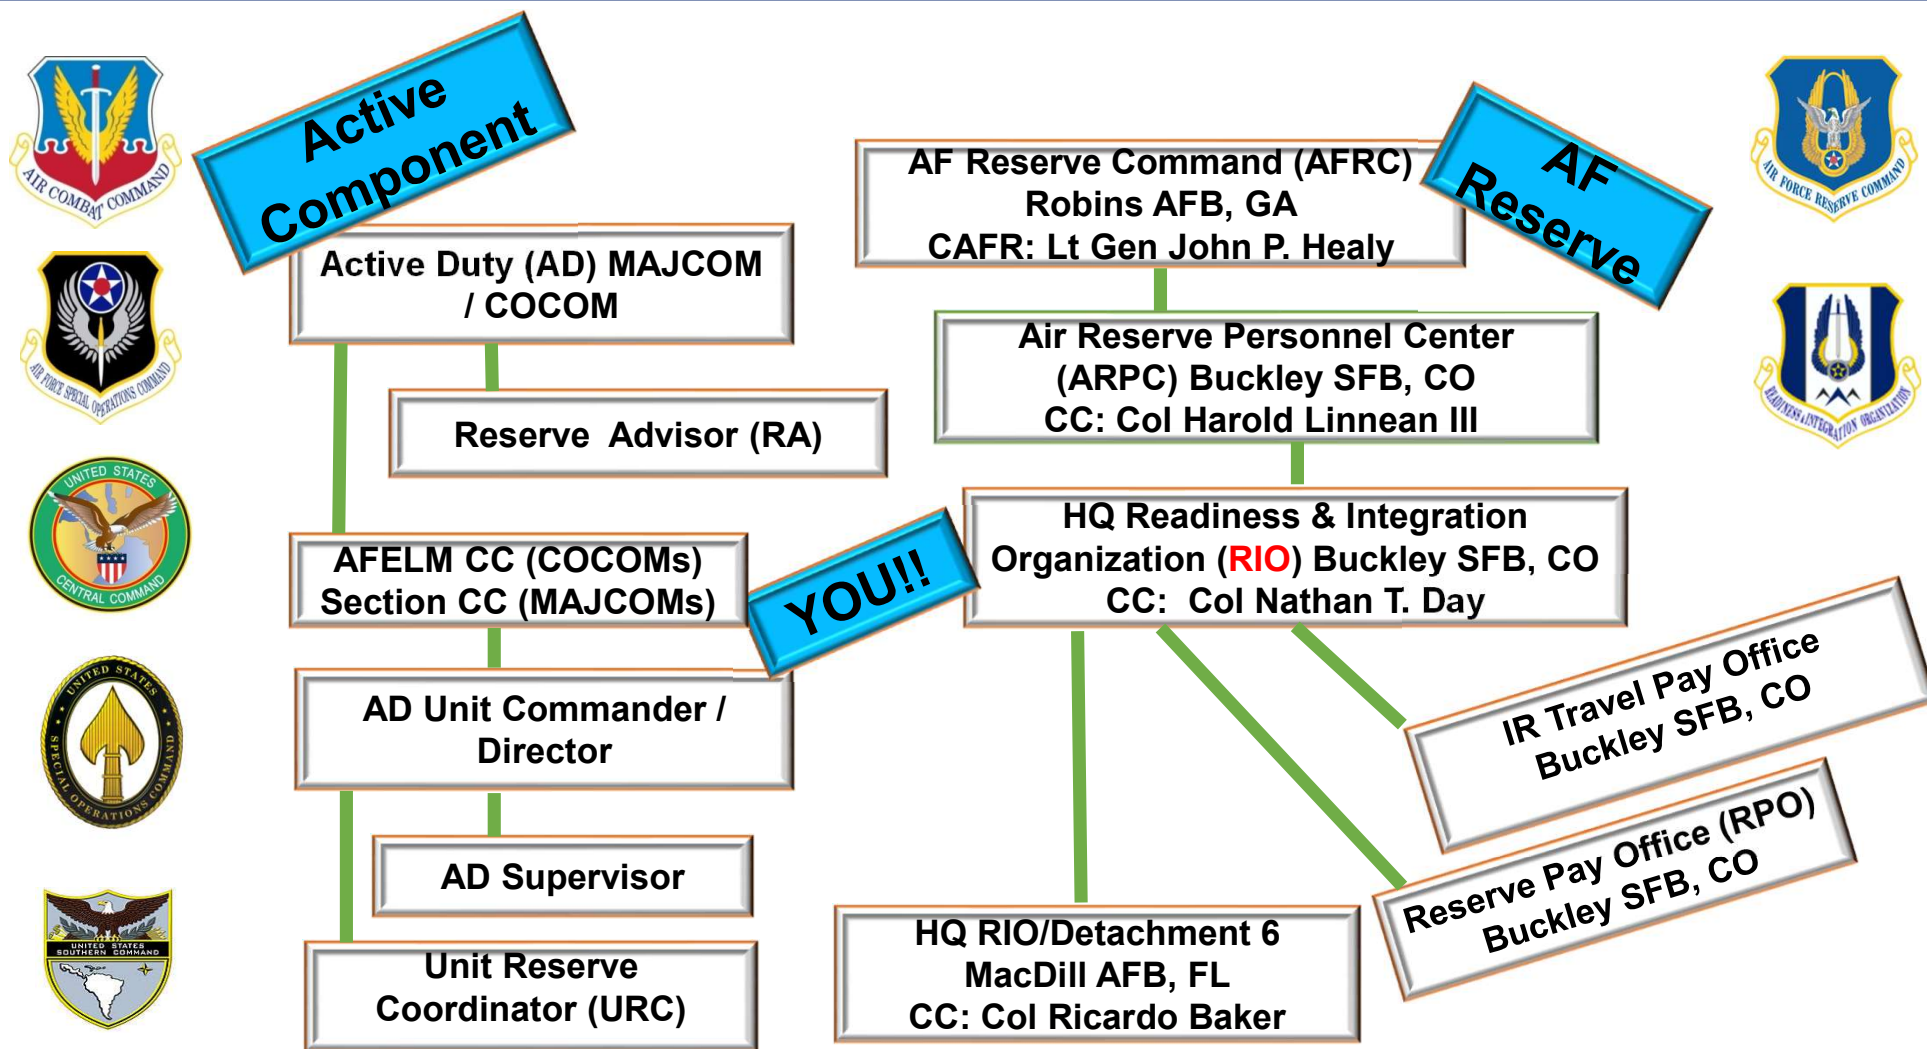 AIR COMBAT COMMAND
AIR FORCE SPECIAL OPERATIONS COMMAND
UNITED STATES
CENTRAL COMMAND
UNITED STATES
SPECIAL OPERATIONS COMMAND
UNITED STATES
SOUTHERN COMMAND
Active
Component
Active Duty (AD) MAJCOM
/ COCOM
Reserve Advisor (RA)
AFELM CC (COCOMs)
Section CC (MAJCOMs)
AD Unit Commander /
Director
AD Supervisor
Unit Reserve
Coordinator (URC)
YOU!!
AF Reserve Command (AFRC)
Robins AFB, GA
CAFR: Lt Gen John P. Healy
AF
Reserve
Air Reserve Personnel Center
(ARPC) Buckley SFB, CO
CC: Col Harold Linnean III
HQ Readiness & Integration
Organization (RIO) Buckley SFB, CO
CC: Col Nathan T. Day
IR Travel Pay Office
Buckley SFB, CO
Reserve Pay Office (RPO)
Buckley SFB, CO
HQ RIO/Detachment 6
MacDill AFB, FL
CC: Col Ricardo Baker
AIR FORCE RESERVE COMMAND
READINESS & INTEGRATION ORGANIZATION